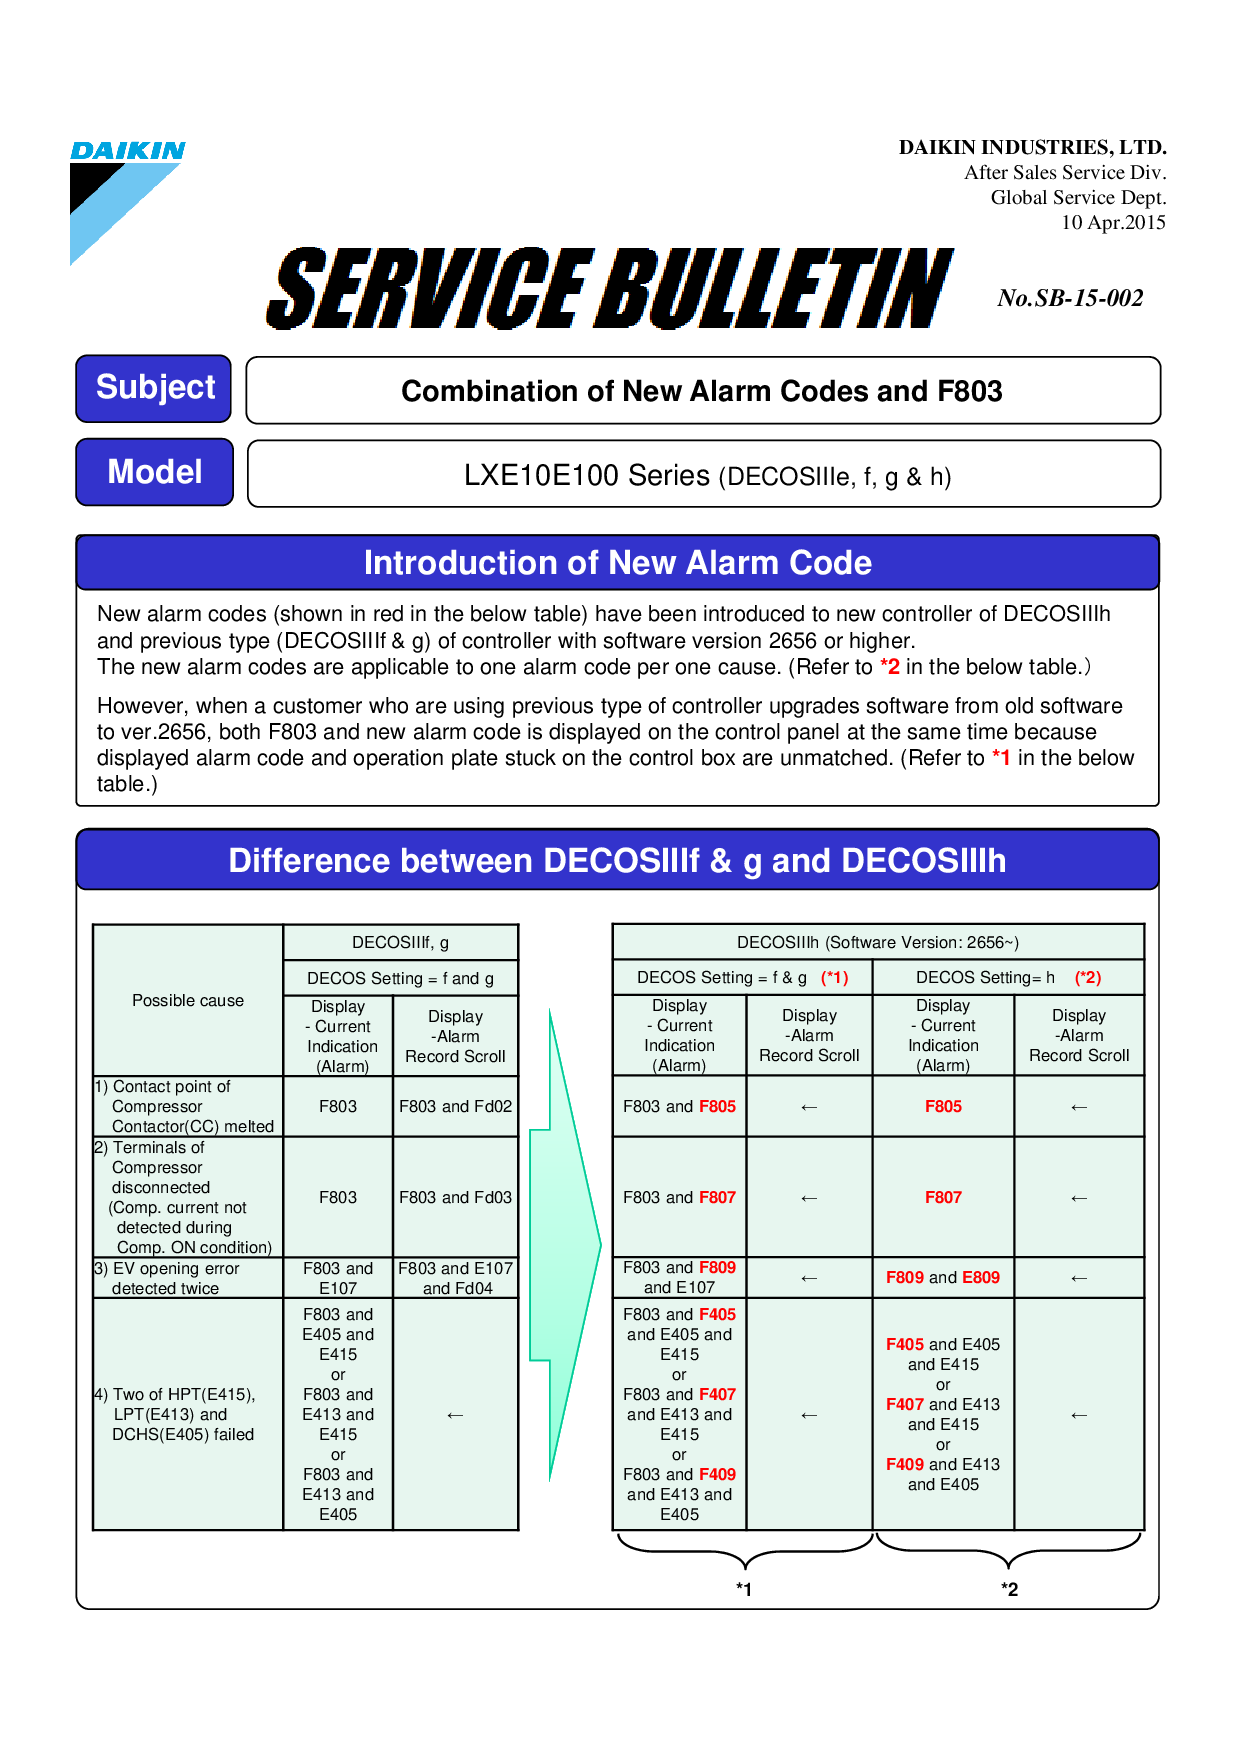 DAIKIN
DAIKIN INDUSTRIES, LTD.
After Sales Service Div.
Global Service Dept.
10 Apr.2015
SERVICE BULLETIN
No.SB-15-002
Subject
Combination of New Alarm Codes and F803
Model
LXE10E100 Series (DECOSIIIe, f, g & h)
Introduction of New Alarm Code
New alarm codes (shown in red in the below table) have been introduced to new controller of DECOSIIIh
and previous type (DECOSIIIf & g) of controller with software version 2656 or higher.
The new alarm codes are applicable to one alarm code per one cause. (Refer to *2 in the below table.)
However, when a customer who are using previous type of controller upgrades software from old software
to ver.2656, both F803 and new alarm code is displayed on the control panel at the same time because
displayed alarm code and operation plate stuck on the control box are unmatched. (Refer to *1 in the below
table.)
Difference between DECOSIIIf & g and DECOSIIIh
Possible cause
DECOSIIIf, g
DECOS Setting = f and g
Display
- Current
Indication
(Alarm)
Display
-Alarm
Record Scroll
DECOSIIIh (Software Version: 2656~)
DECOS Setting = f & g (*1)
DECOS Setting= h (*2)
Display
- Current
Indication
(Alarm)
Display
-Alarm
Record Scroll
Display
- Current
Indication
(Alarm)
Display
-Alarm
Record Scroll
1) Contact point of
Compressor
Contactor(CC) melted
F803
F803 and Fd02
F803 and F805
←
F805
←
2) Terminals of
Compressor
disconnected
(Comp. current not
detected during
Comp. ON condition)
F803
F803 and Fd03
F803 and F807
←
F807
←
3) EV opening error
detected twice
F803 and
E107
F803 and E107
and Fd04
F803 and F809
and E107
←
F809 and E809
←
4) Two of HPT(E415),
LPT(E413) and
DCHS(E405) failed
F803 and
E405 and
E415
or
F803 and
E413 and
E415
or
F803 and
E413 and
E405
←
F803 and F405
and E405 and
E415
or
F803 and F407
and E413 and
E415
or
F803 and F409
and E413 and
E405
←
F405 and E405
and E415
or
F407 and E413
and E415
or
F409 and E413
and E405
←
*1
*2